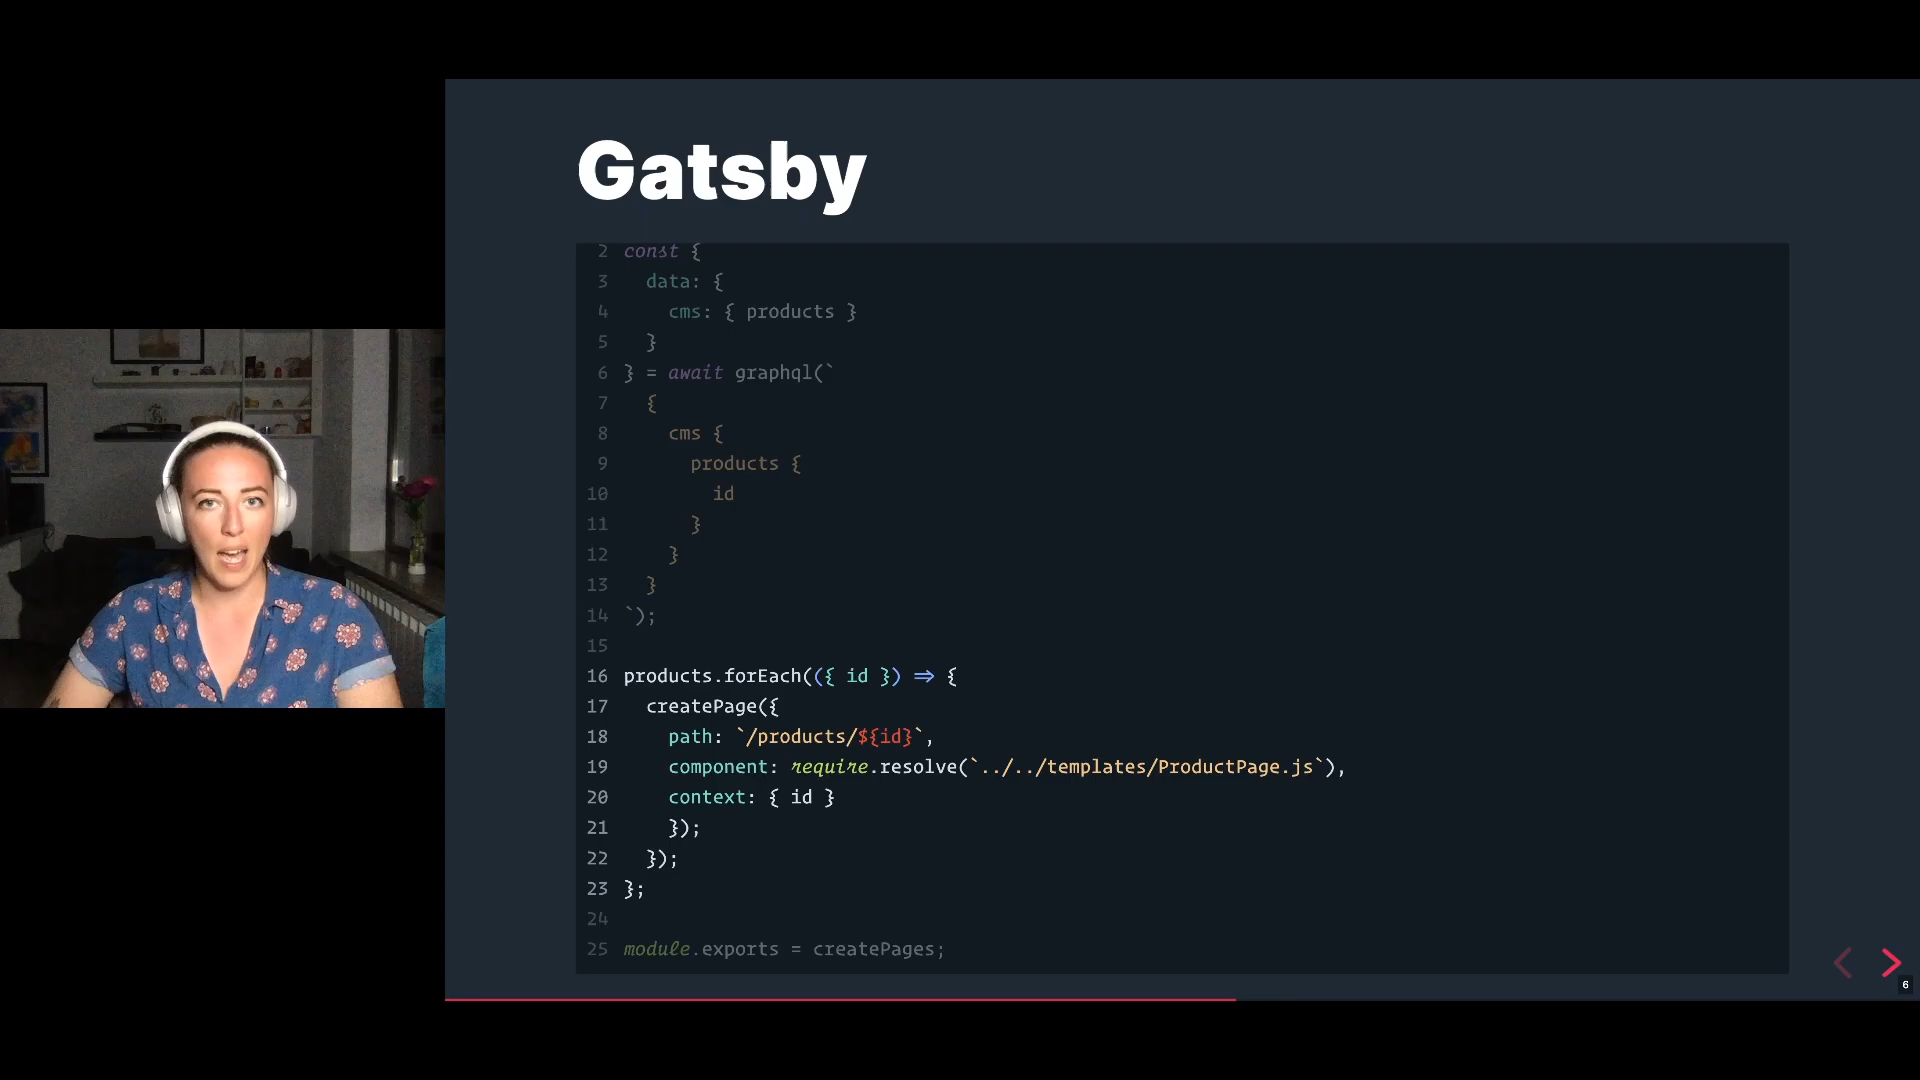 Gatsby
2 const {
3   data: {
4     cms: { products }
5   }
6 } = await graphql(`
7   {
8     cms {
9       products {
10         id
11       }
12     }
13   }
14 `);
15
16 products.forEach(({ id }) => {
17   createPage({
18     path: `/products/${id}`,
19     component: require.resolve(`../../templates/ProductPage.js`),
20     context: { id }
21     });
22   });
23 };
24
25 module.exports = createPages;
6